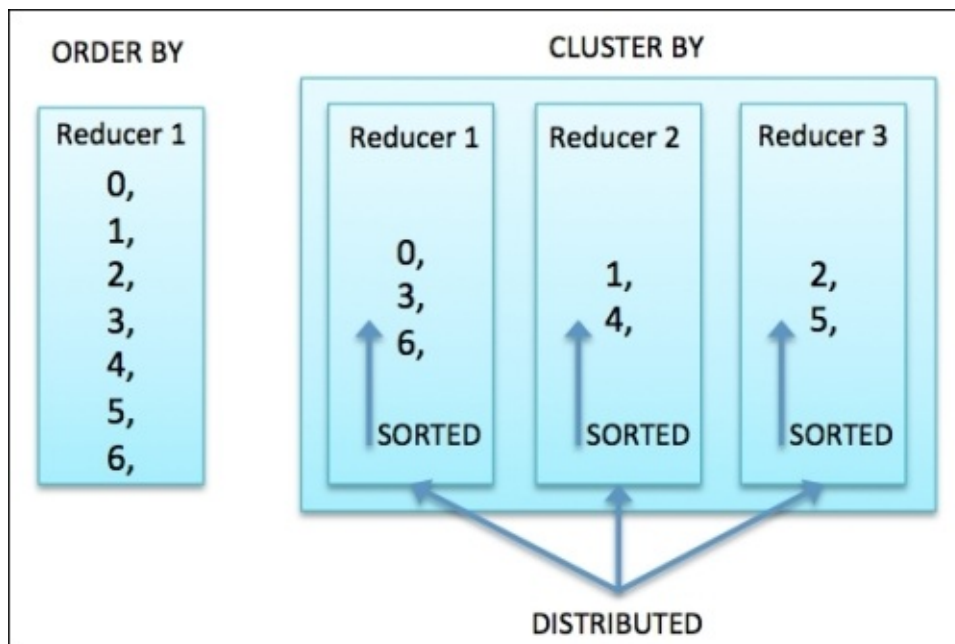 ORDER BY
Reducer 1
0,
1,
2,
3,
4,
5,
6,
CLUSTER BY
Reducer 1
0,
3,
6,
SORTED
Reducer 2
1,
4,
SORTED
Reducer 3
2,
5,
SORTED
DISTRIBUTED